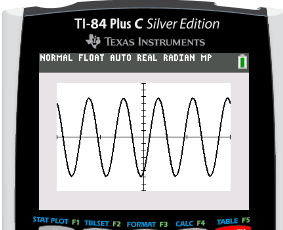 TI-84 Plus C Silver Edition
TEXAS INSTRUMENTS
NORMAL FLOAT AUTO REAL RADIAN MP
STAT PLOT F1 TBLSET F2 FORMAT F3 CALC F4 TABLE F5